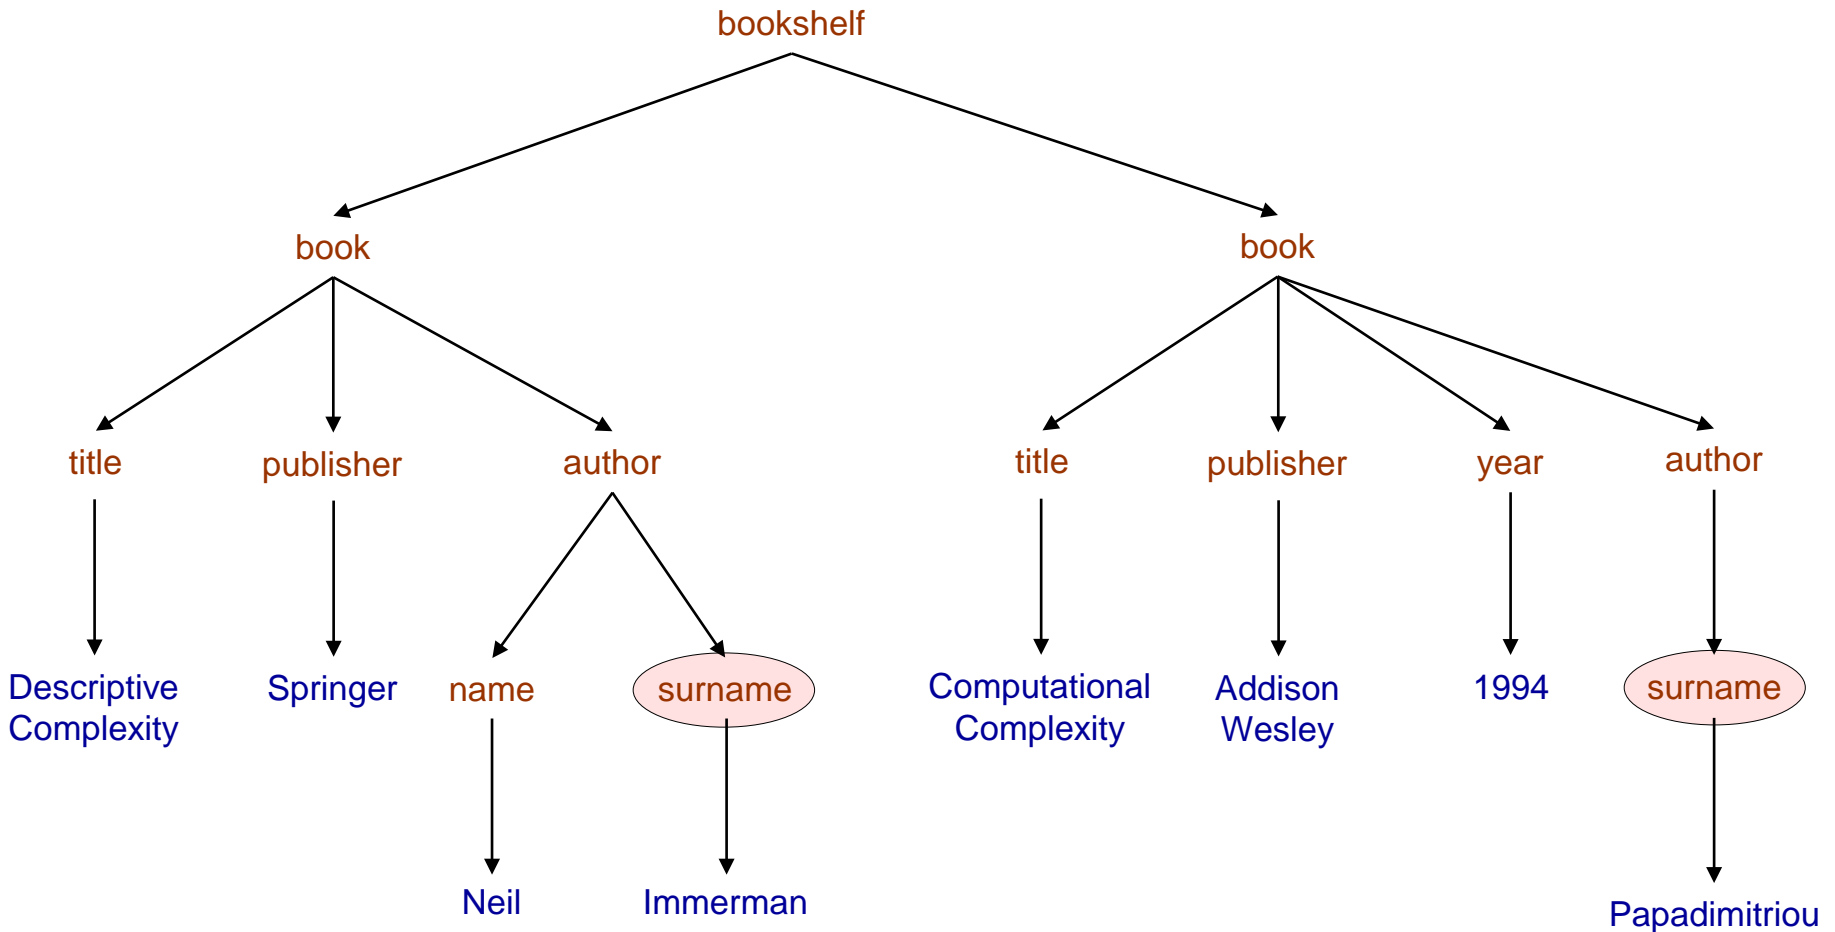 bookshelf
book
book
title
publisher
author
title
publisher
year
author
Descriptive
Complexity
Springer
name
surname
Computational
Complexity
Addison
Wesley
1994
surname
Neil
Immerman
Papadimitriou